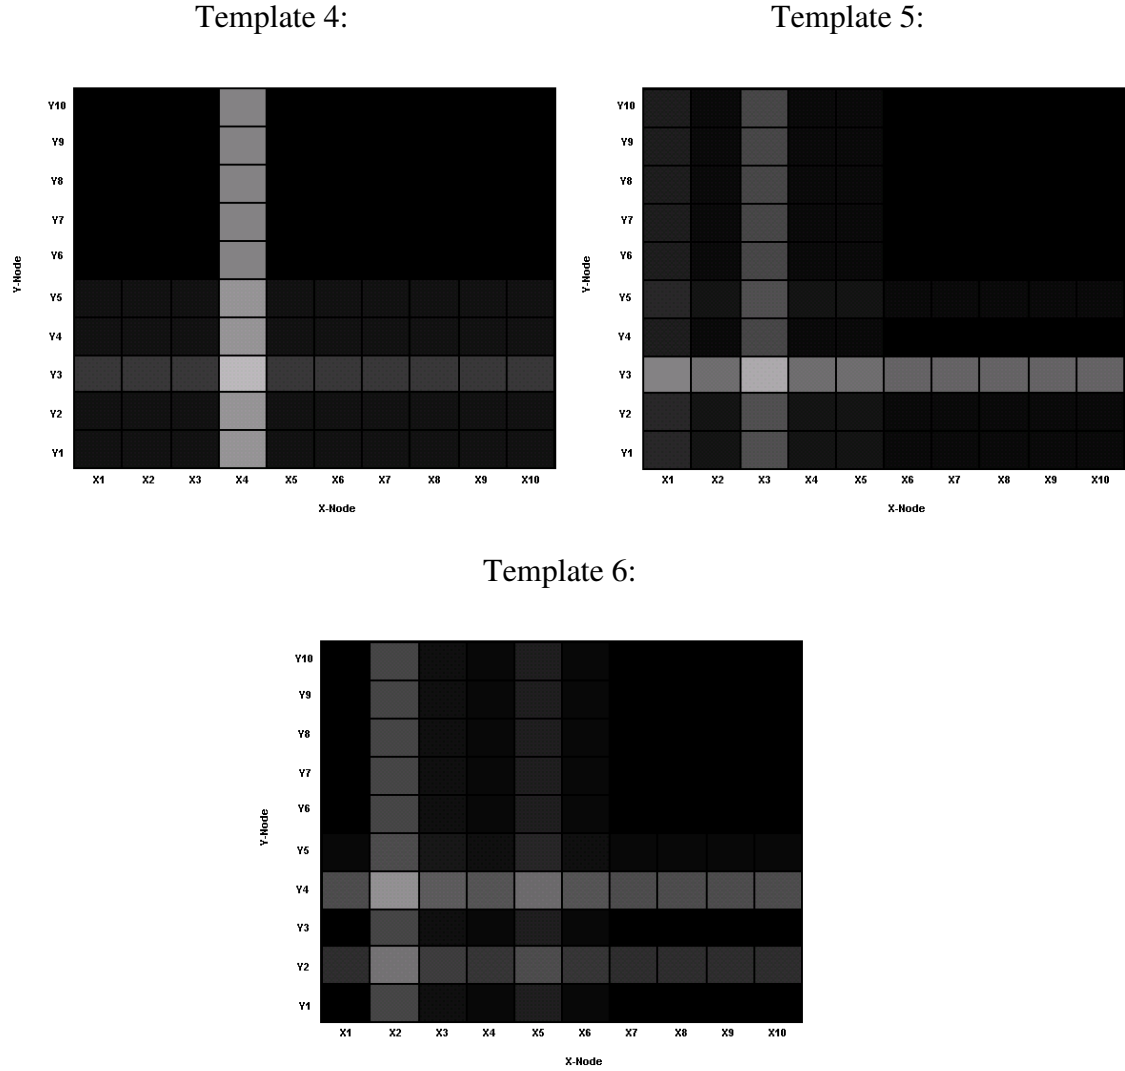 Template 4:
Y10
Y9
Y8
Y7
Y6
Y5
Y4
Y3
Y2
Y1
Y-Node
X1 X2 X3 X4 X5 X6 X7 X8 X9 X10
X-Node
Template 5:
Y10
Y9
Y8
Y7
Y6
Y5
Y4
Y3
Y2
Y1
Y-Node
X1 X2 X3 X4 X5 X6 X7 X8 X9 X10
X-Node
Template 6:
Y10
Y9
Y8
Y7
Y6
Y5
Y4
Y3
Y2
Y1
Y-Node
X1 X2 X3 X4 X5 X6 X7 X8 X9 X10
X-Node